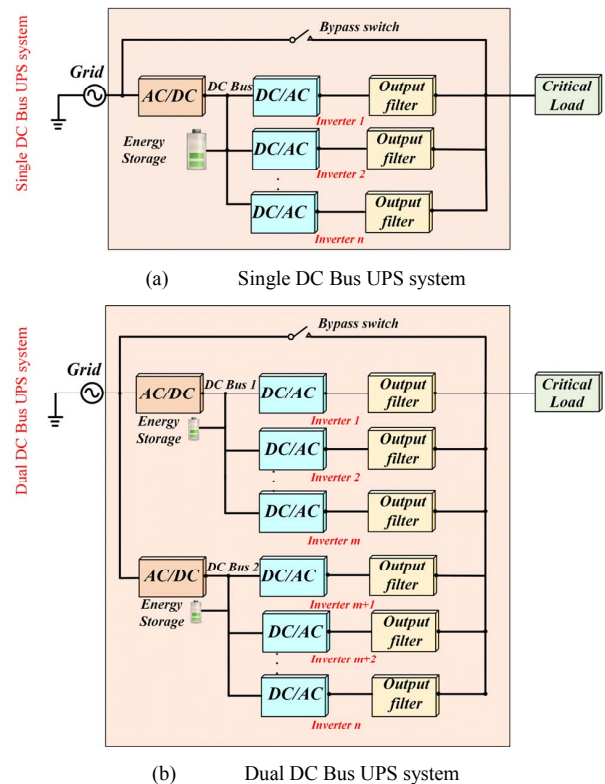 Single DC Bus UPS system
Bypass switch
Grid
AC/DC
DC Bus
DC/AC
Output
filter
Critical
Load
Inverter 1
Energy
Storage
DC/AC
Output
filter
Inverter 2
DC/AC
Output
filter
Inverter n
(a) Single DC Bus UPS system
Dual DC Bus UPS system
Bypass switch
Grid
AC/DC
DC Bus 1
DC/AC
Output
filter
Critical
Load
Energy
Storage
Inverter 1
DC/AC
Output
filter
Inverter 2
DC/AC
Output
filter
Inverter m
AC/DC
DC Bus 2
DC/AC
Output
filter
Energy
Storage
Inverter m+1
DC/AC
Output
filter
Inverter m+2
DC/AC
Output
filter
Inverter n
(b) Dual DC Bus UPS system